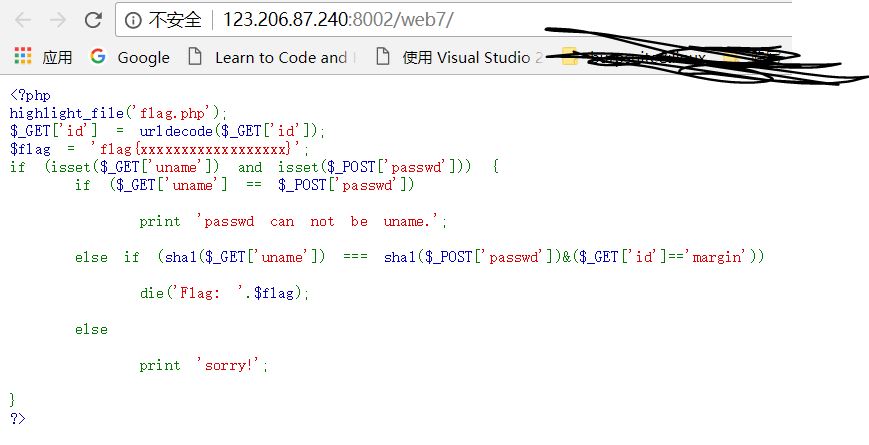 不安全 123.206.87.240:8002/web7/
应用 Google Learn to Code and 使用 Visual Studio 2
<?php
highlight_file('flag.php');
$_GET['id'] = urldecode($_GET['id']);
$flag = 'flag{xxxxxxxxxxxxxxxxxx}';
if (isset($_GET['uname']) and isset($_POST['passwd'])) {
if ($_GET['uname'] == $_POST['passwd'])
print 'passwd can not be uname.';
else if (sha1($_GET['uname']) === sha1($_POST['passwd'])&($_GET['id']=='margin'))
die('Flag: '.$flag);
else
print 'sorry!';
}
?>